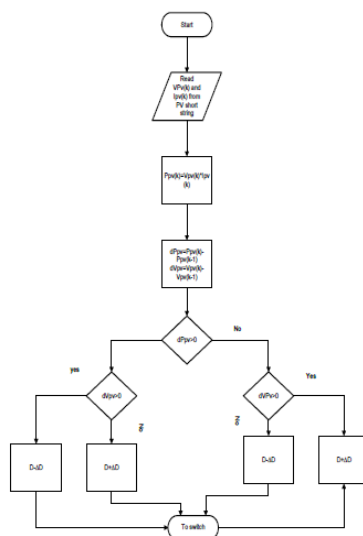 Start
Read
VPv(k) and
Ipv(k) from
PV short
string
Ppv(k)=Vpv(k)*Ipv
(k)
dPpv=Ppv(k)-
Ppv(k-1)
dVpv=Vpv(k)-
Vpv(k-1)
dPpv>0
yes
No
dVpv>0
dVPv>0
Yes
No
No
D-ΔD
D+ΔD
D-ΔD
D+ΔD
To switch